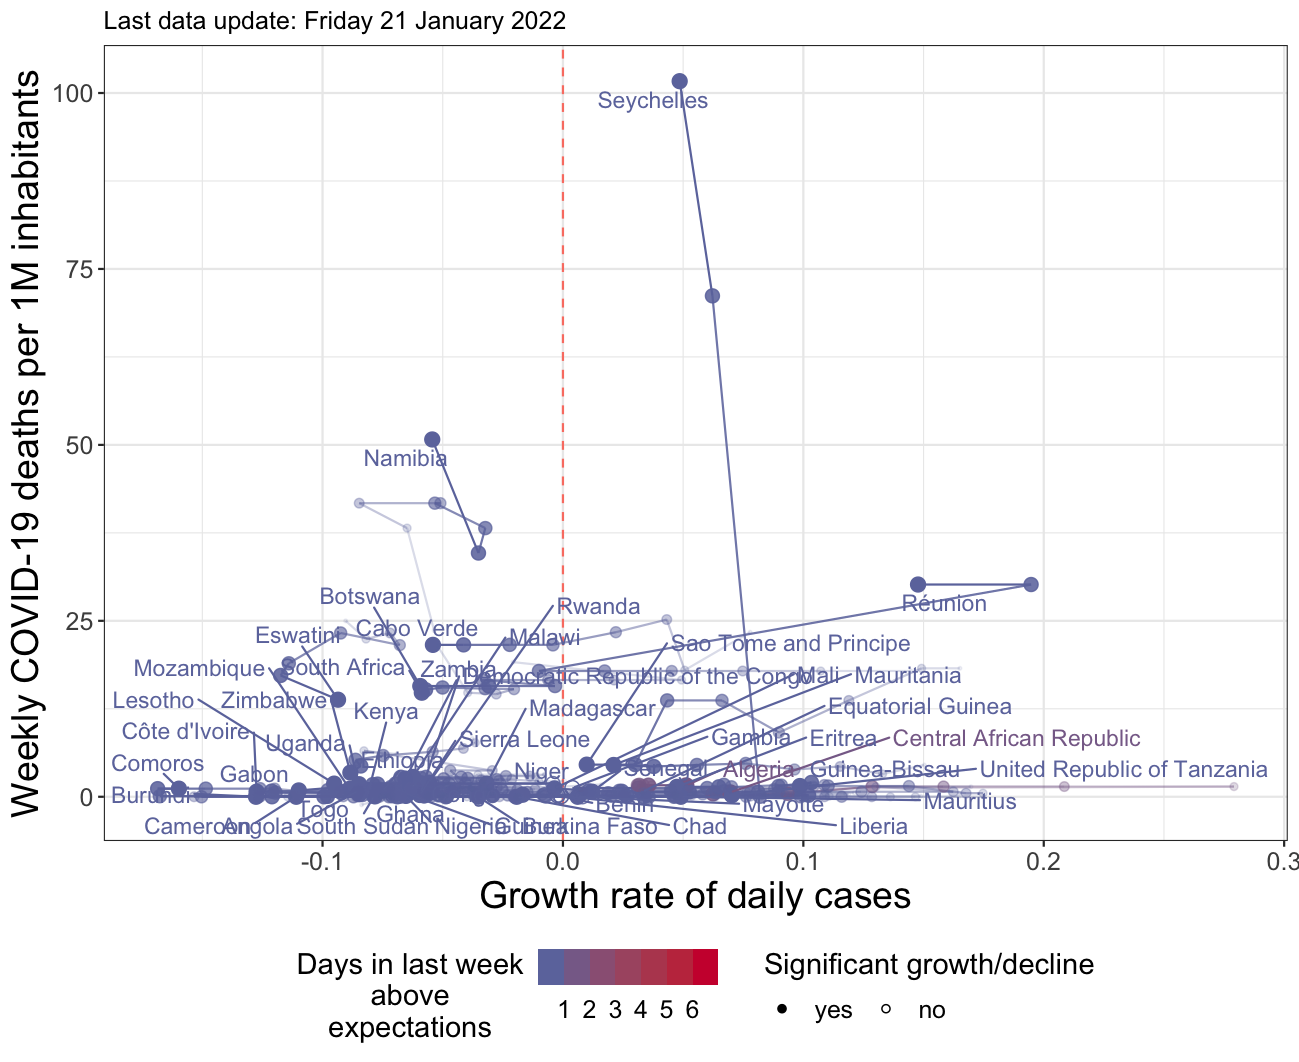 Last data update: Friday 21 January 2022
Weekly COVID-19 deaths per 1M inhabitants
100
75
50
25
0
Seychelles
Namibia
Réunion
Botswana
Rwanda
Cabo Verde
Eswatini
Malawi
Sao Tome and Principe
Mozambique
South Africa
Zambia
Democratic Republic of the Congo
Mali
Mauritania
Lesotho
Zimbabwe
Kenya
Madagascar
Equatorial Guinea
Côte d'Ivoire
Uganda
Sierra Leone
Gambia
Eritrea
Central African Republic
Comoros
Gabon
Ethiopia
Niger
Senegal
Algeria
Guinea-Bissau
United Republic of Tanzania
Burundi
Togo
Ghana
Benin
Mayotte
Mauritius
Cameroon
Angola
South Sudan
Nigeria
Guinea
Burkina Faso
Chad
Liberia
-0.1
0.0
0.1
0.2
0.3
Growth rate of daily cases
Days in last week
above
expectations
1 2 3 4 5 6
Significant growth/decline
yes
no